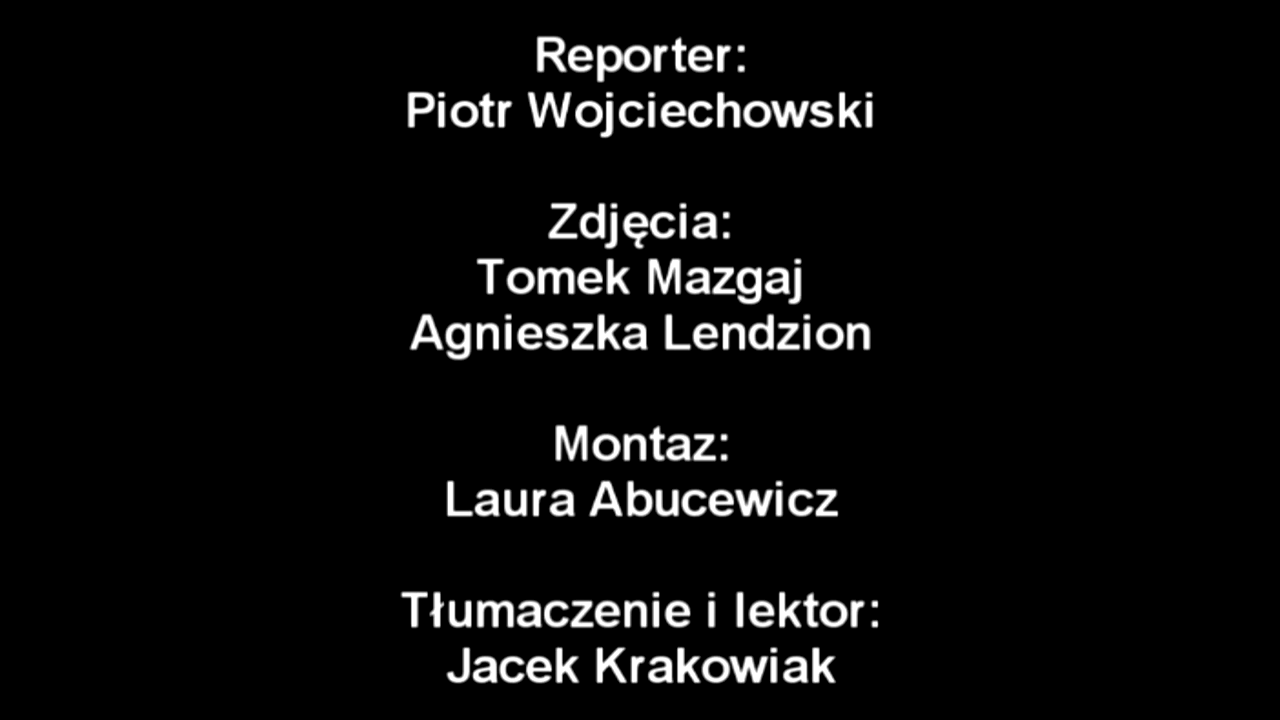 Reporter:
Piotr Wojciechowski
Zdjęcia:
Tomek Mazgaj
Agnieszka Lendzion
Montaz:
Laura Abucewicz
Tłumaczenie i lektor:
Jacek Krakowiak